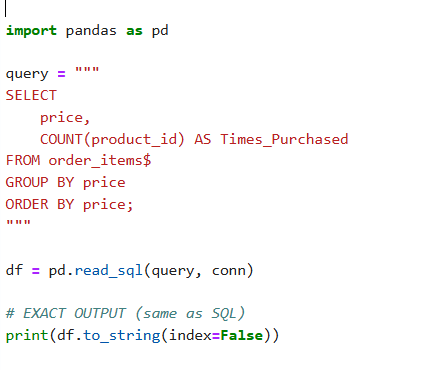 import pandas as pd
query = """
SELECT
    price,
    COUNT(product_id) AS Times_Purchased
FROM order_items$
GROUP BY price
ORDER BY price;
"""
df = pd.read_sql(query, conn)
# EXACT OUTPUT (same as SQL)
print(df.to_string(index=False))